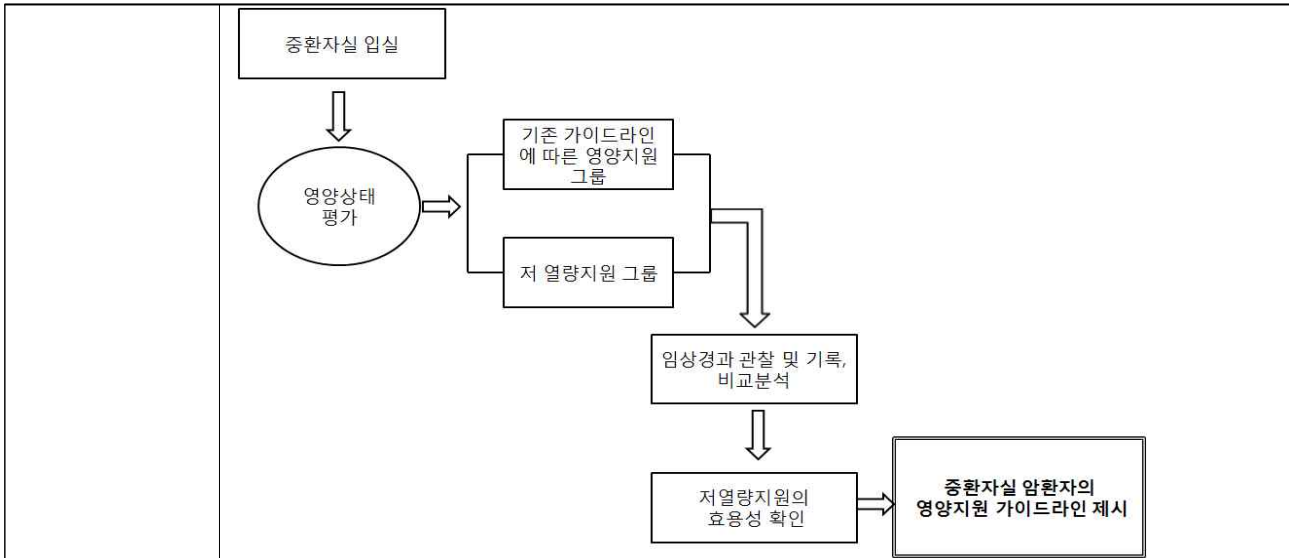 중환자실 입실
기존 가이드라인
에 따른 영양지원
그룹
영양상태
평가
저 열량지원 그룹
임상경과 관찰 및 기록,
비교분석
저열량지원의
효용성 확인
중환자실 암환자의
영양지원 가이드라인 제시